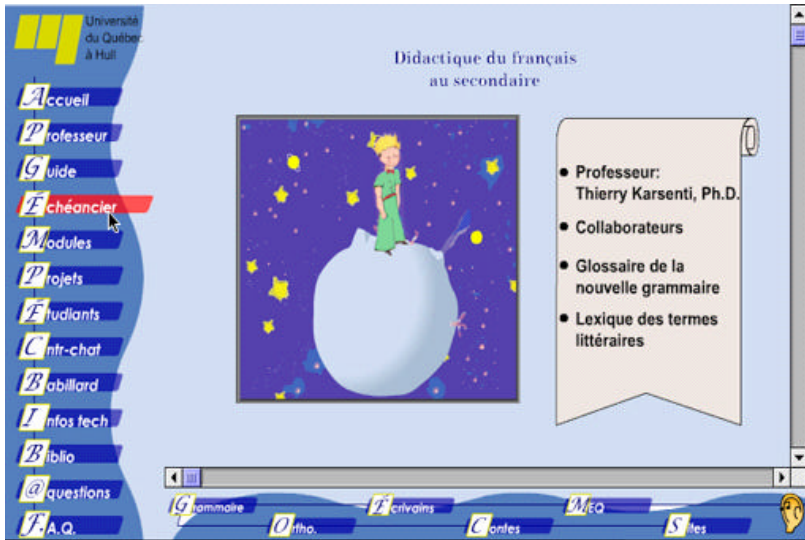 Université
du Québec
à Hull
Accueil
Professeur
Guide
Échéancier
Modules
Projets
Étudiants
Cntr-chat
Babillard
Infos tech
Biblio
@questions
F.A.Q.
Didactique du français
au secondaire
• Professeur:
Thierry Karsenti, Ph.D.
• Collaborateurs
• Glossaire de la
nouvelle grammaire
• Lexique des termes
littéraires
Grammaire
Écrivains
MEQ
Ortho.
Contes
Sites